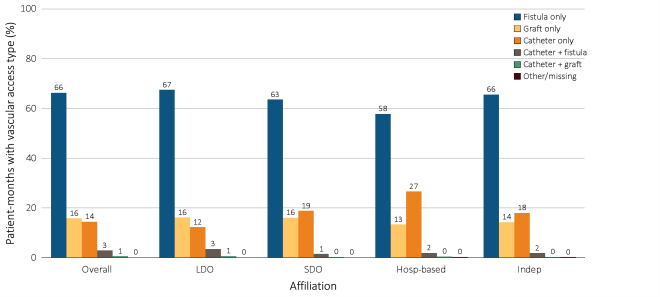 Patient-months with vascular access type (%)
100
80
60
40
20
0
Fistula only
Graft only
Catheter only
Catheter + fistula
Catheter + graft
Other/missing
66 16 14 3 1 0
67 16 12 3 1 0
63 16 19 1 0 0
58 13 27 2 0 0
66 14 18 2 0 0
Overall LDO SDO Hosp-based Indep
Affiliation